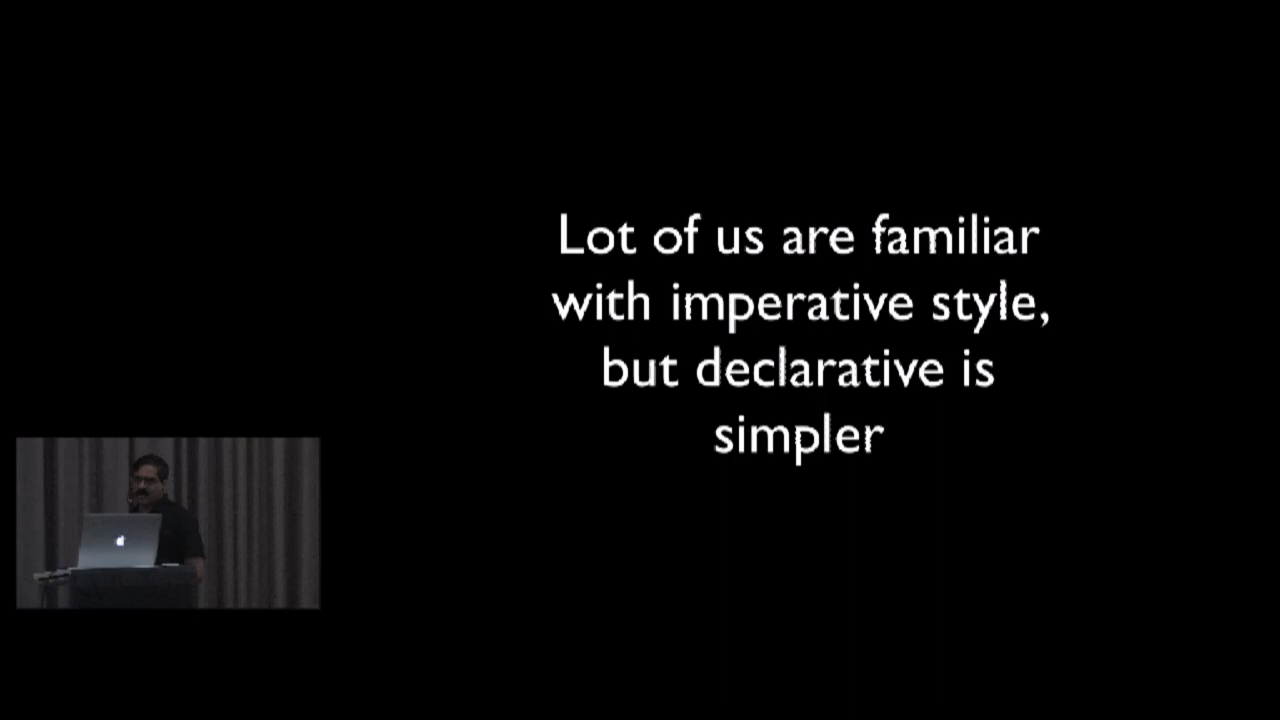 Lot of us are familiar
with imperative style,
but declarative is
simpler